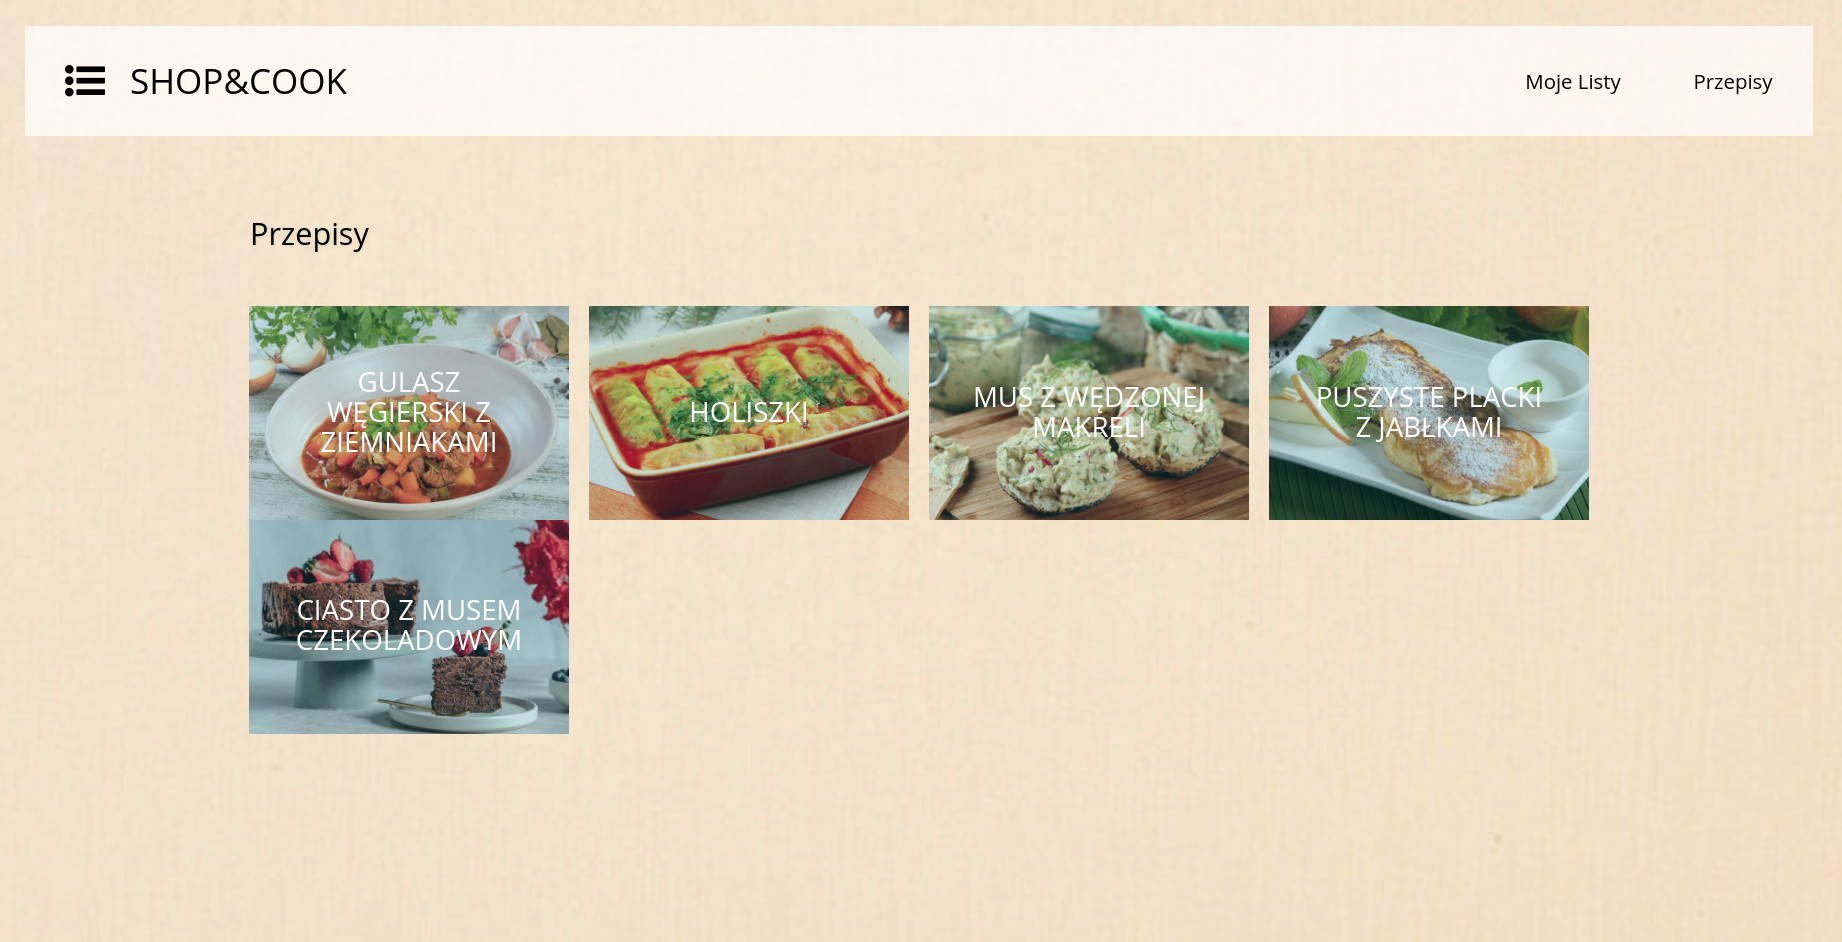 SHOP&COOK
Moje Listy
Przepisy
Przepisy
GULASZ
WĘGIERSKI Z
ZIEMNIAKAMI
HOLISZKI
MUS Z WĘDZONEJ
MAKRELI
PUSZYSTE PLACKI
Z JABŁKAMI
CIASTO Z MUSEM
CZEKOLADOWYM